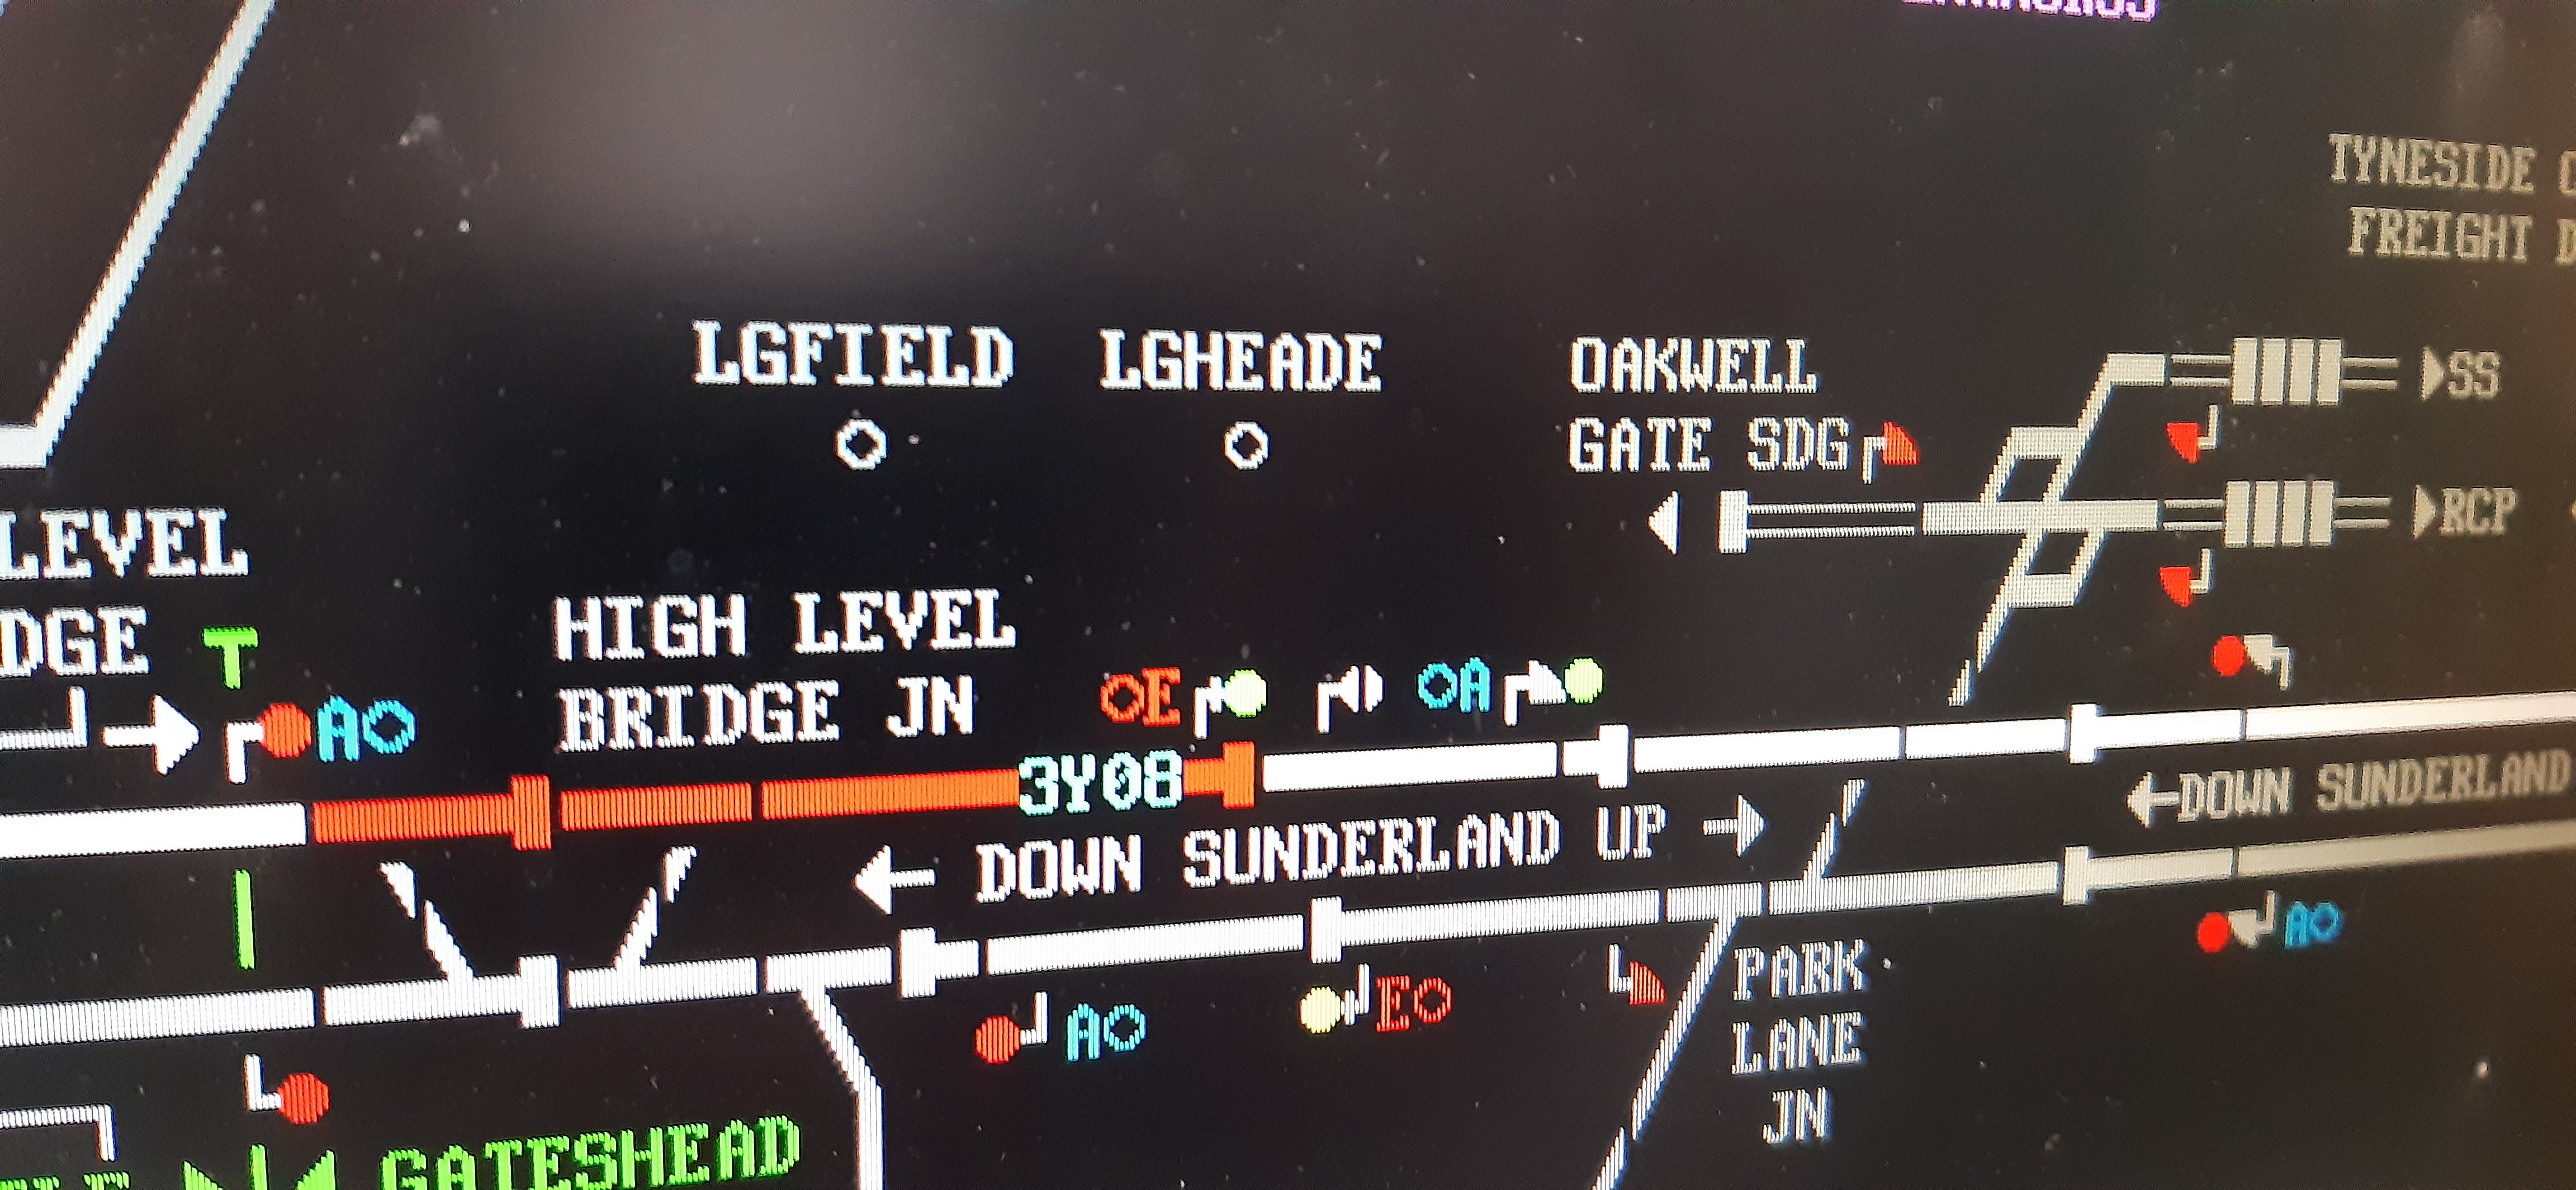 TYNESIDE
FREIGHT
LGFIELD
LGHEADE
OAKWELL
GATE SDG
SS
RCP
LEVEL
HIGH LEVEL
BRIDGE JN
T
A
E
A
3Y08
DOWN SUNDERLAND UP
DOWN SUNDERLAND
A
E
A
PARK
LANE
JN
GATESHEAD